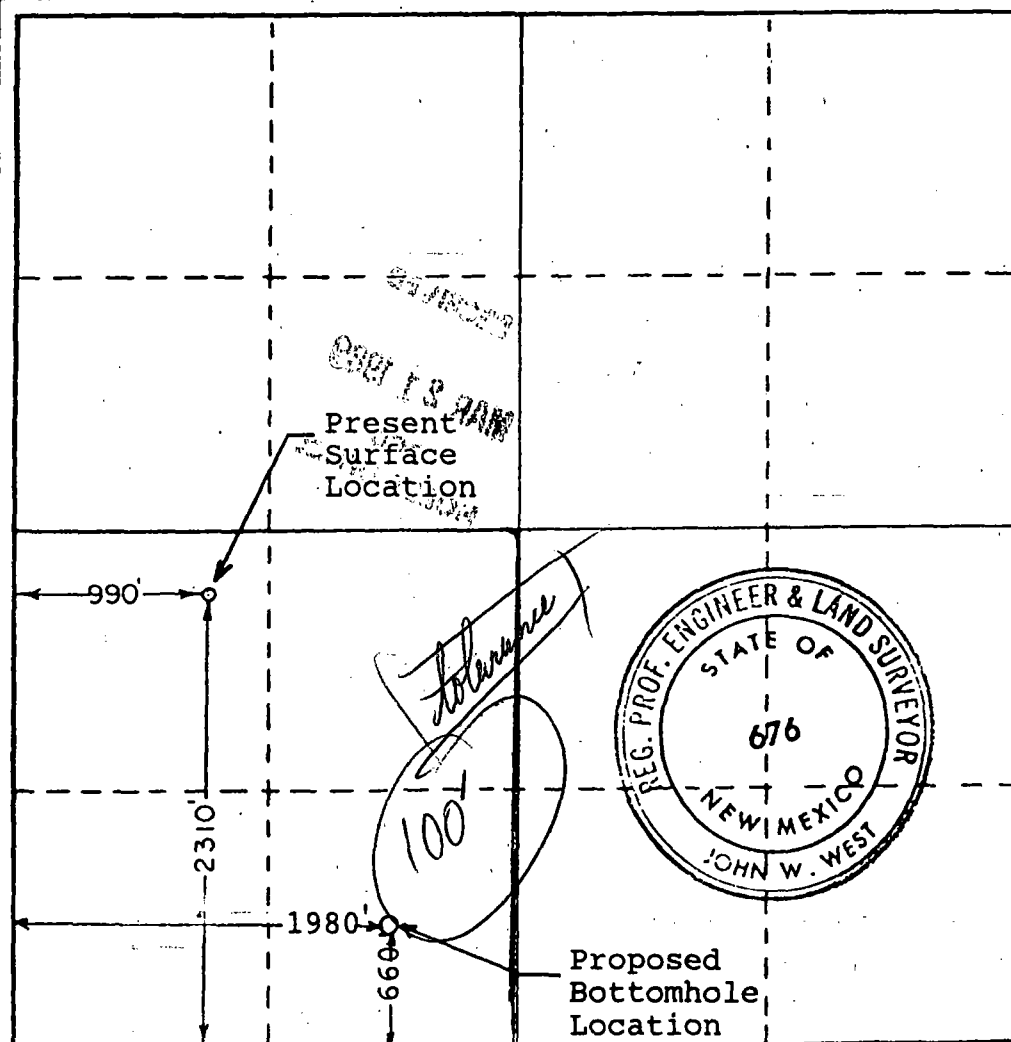 Present
Surface
Location
990'
2310'
tolerance
100'
1980'
660'
Proposed
Bottomhole
Location
REG. PROF. ENGINEER & LAND SURVEYOR
STATE OF
676
NEW MEXICO
JOHN W. WEST